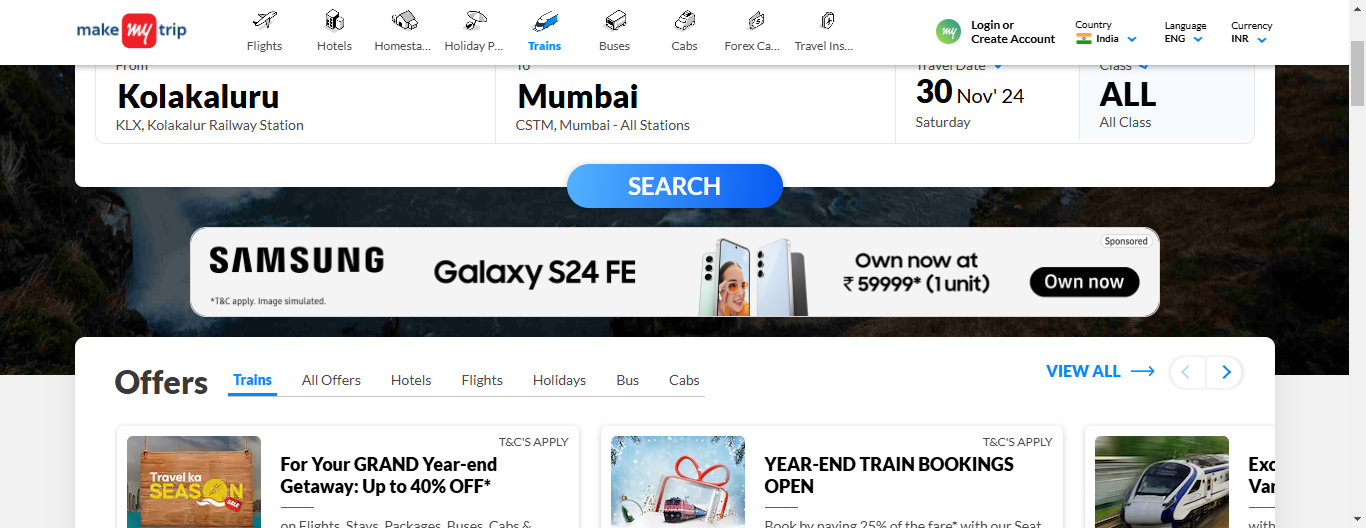 make my trip
Flights
Hotels
Homesta...
Holiday P...
Trains
Buses
Cabs
Forex Ca...
Travel Ins...
my
Login or
Create Account
Country
India
Language
ENG
Currency
INR
From
Kolakaluru
KLX, Kolakalur Railway Station
To
Mumbai
CSTM, Mumbai - All Stations
Travel Date
30 Nov' 24
Saturday
Class
ALL
All Class
SEARCH
SAMSUNG
*T&C apply. Image simulated.
Galaxy S24 FE
Own now at
₹ 59999* (1 unit)
Sponsored
Own now
Offers
Trains
All Offers
Hotels
Flights
Holidays
Bus
Cabs
VIEW ALL
T&C'S APPLY
Travel ka
SEASON
SALE
For Your GRAND Year-end
Getaway: Up to 40% OFF*
on Flights, Stays, Packages, Buses, Cabs &
T&C'S APPLY
YEAR-END TRAIN BOOKINGS
OPEN
Book by paying 25% of the fare* with our Seat
Exc
Van
with